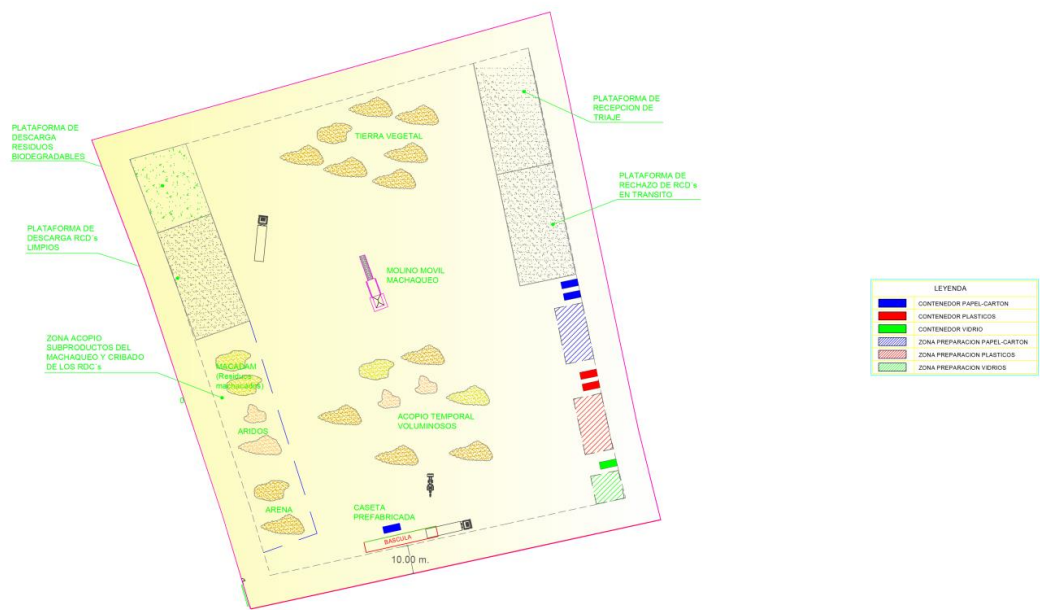 PLATAFORMA DE
RECEPCION DE
TRIAJE
TIERRA VEGETAL
PLATAFORMA DE
DESCARGA
RESIDUOS
BIODEGRADABLES
PLATAFORMA DE
RECHAZO DE RCD´s
EN TRANSITO
PLATAFORMA DE
DESCARGA RCD´s
LIMPIOS
MOLINO MOVIL
MACHAQUEO
LEYENDA
CONTENEDOR PAPEL-CARTON
CONTENEDOR PLASTICOS
CONTENEDOR VIDRIO
ZONA PREPARACION PAPEL-CARTON
ZONA PREPARACION PLASTICOS
ZONA PREPARACION VIDRIOS
ZONA ACOPIO
SUBPRODUCTOS DEL
MACHAQUEO Y CRIBADO
DE LOS RDC´s
MACADAM
(Residuos
machacados)
0
ARIDOS
ACOPIO TEMPORAL
VOLUMINOSOS
ARENA
CASETA
PREFABRICADA
BASCULA
10.00 m.